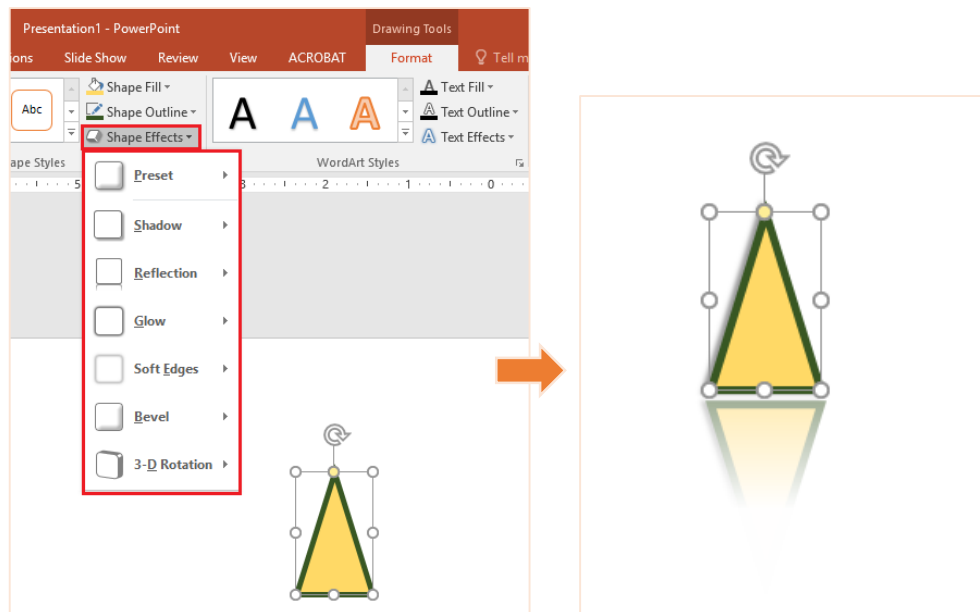 Presentation1 - PowerPoint
Drawing Tools
ions Slide Show Review View ACROBAT Format Tell m
Abc
Shape Fill
Shape Outline
Shape Effects
A A A
A Text Fill
A Text Outline
A Text Effects
ape Styles
WordArt Styles
5 3 2 1 0
Preset
Shadow
Reflection
Glow
Soft Edges
Bevel
3-D Rotation